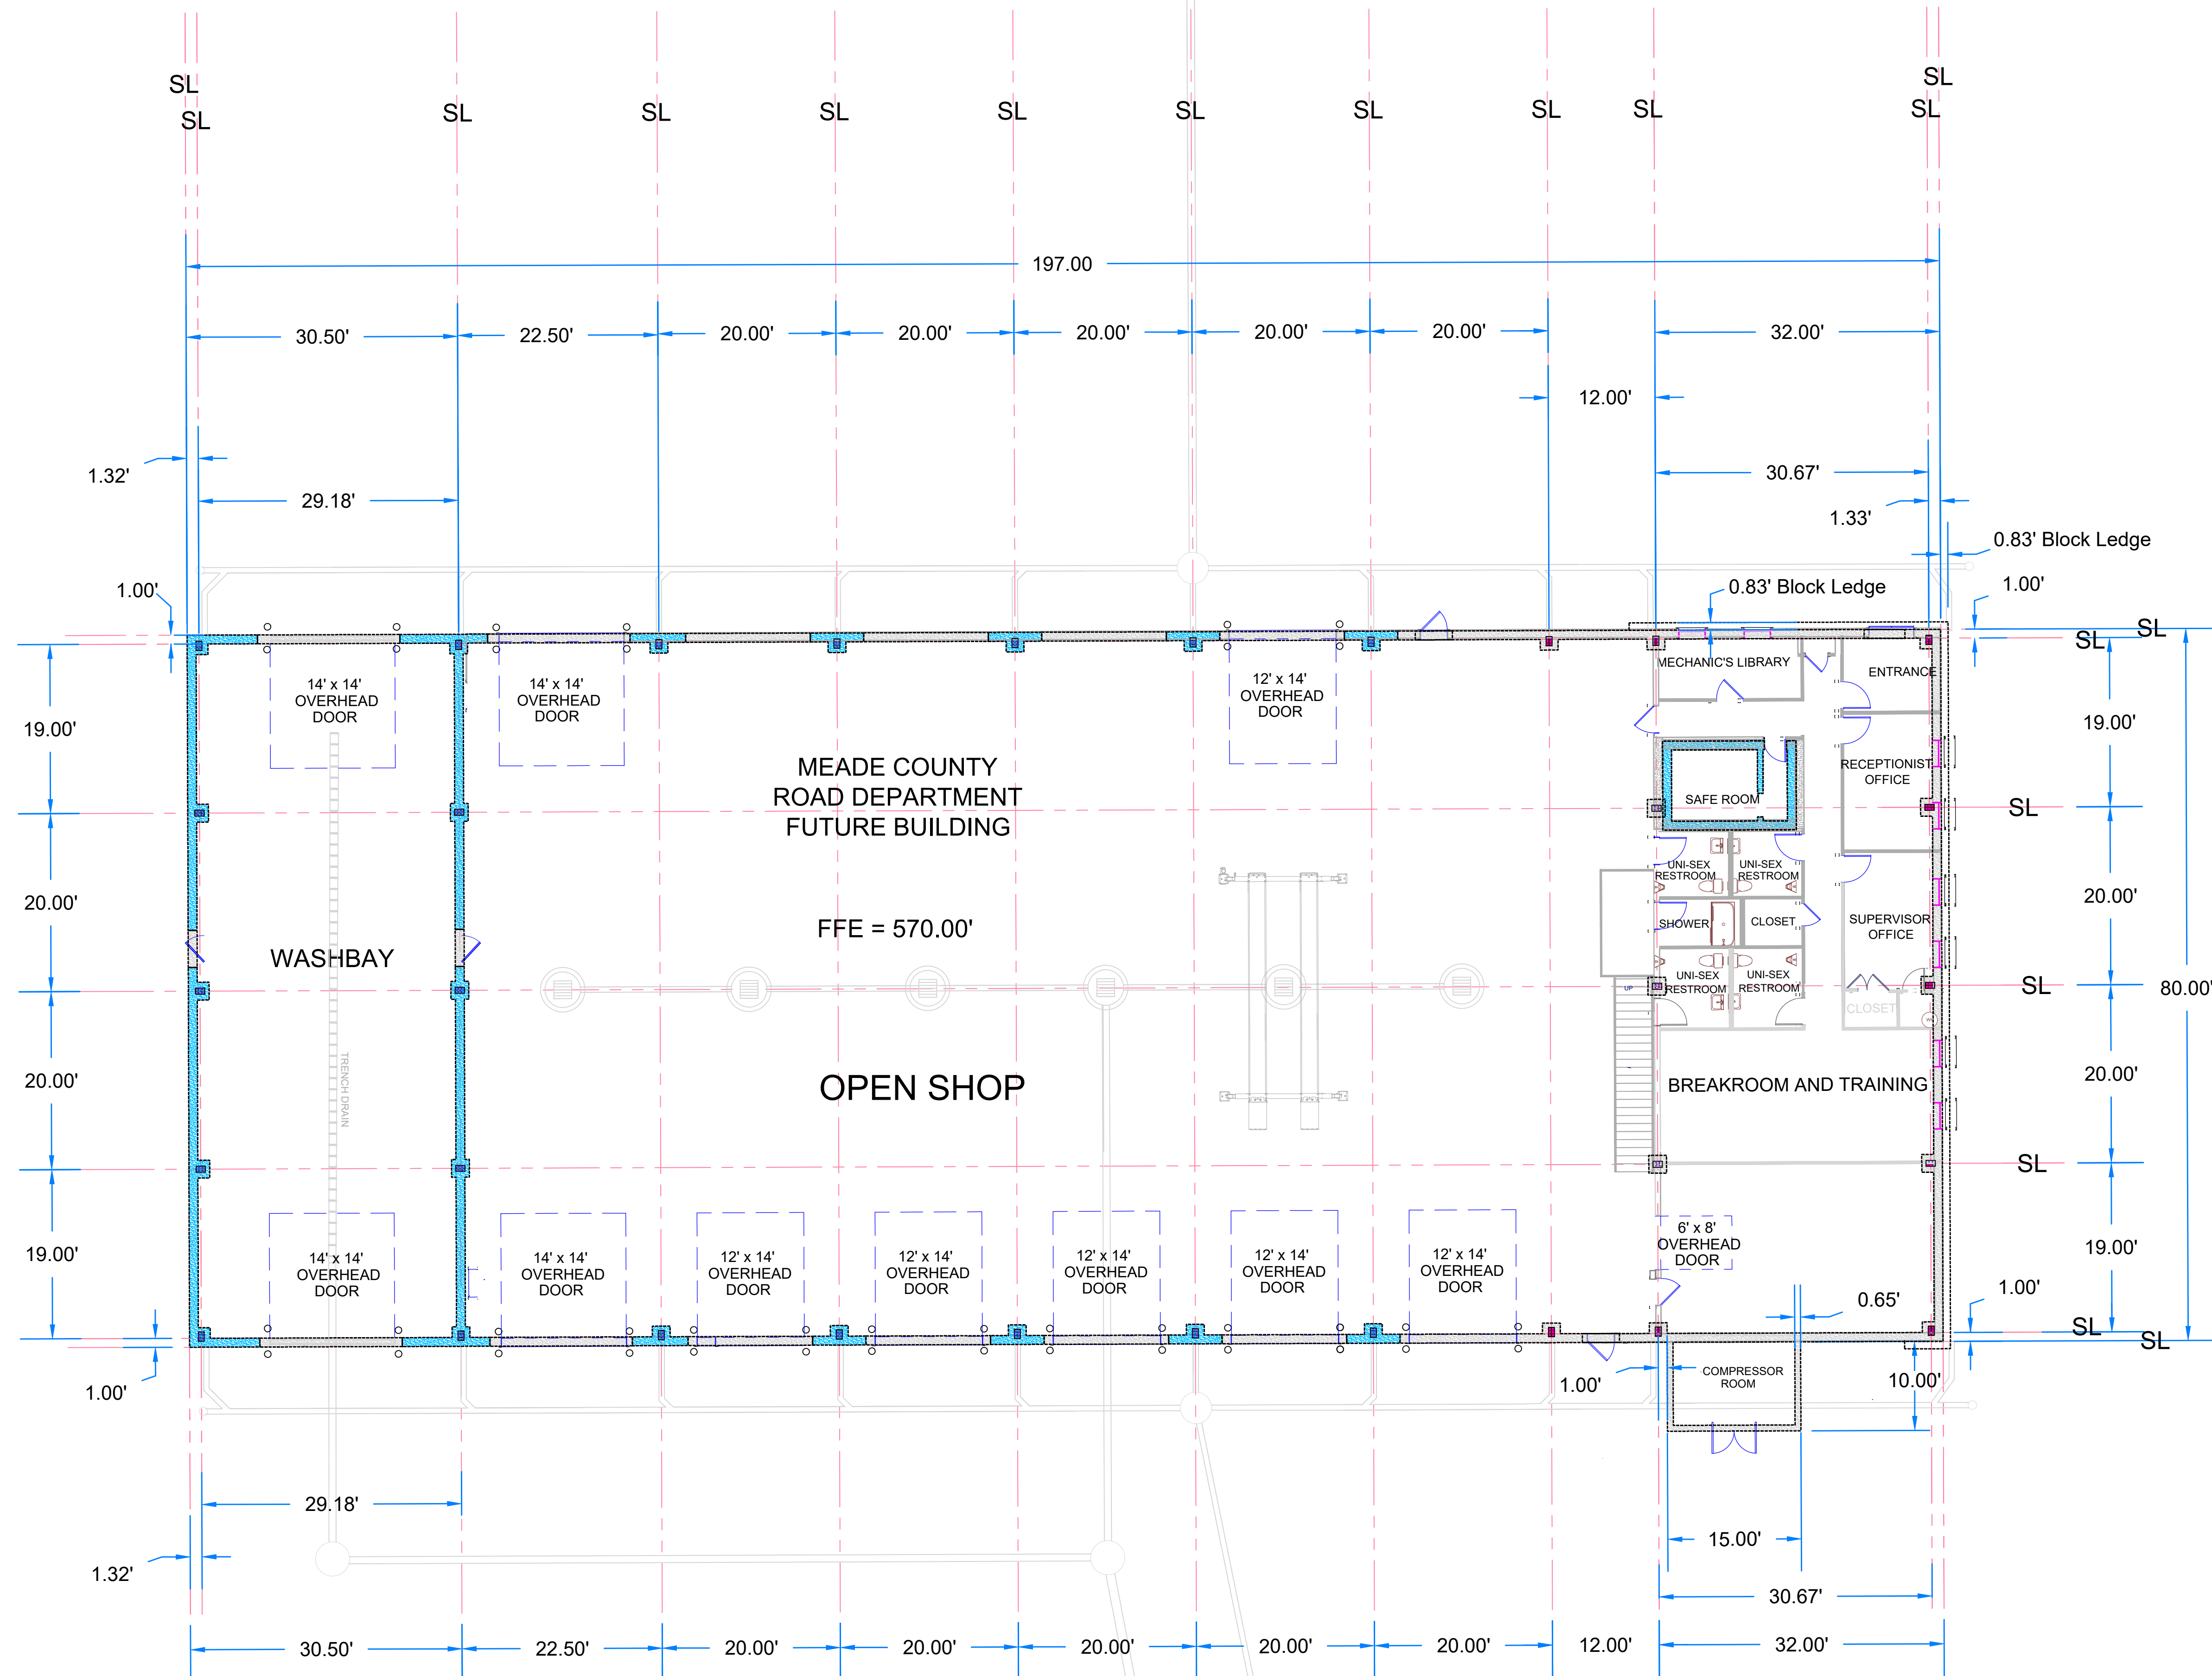 SL
SL
SL
SL
SL
SL
SL
SL
SL
SL
SL
SL
SL
197.00
30.50'
22.50'
20.00'
20.00'
20.00'
20.00'
20.00'
32.00'
12.00'
1.32'
29.18'
30.67'
1.33'
0.83' Block Ledge
0.83' Block Ledge
1.00'
1.00'
SL
SL
MECHANIC'S LIBRARY
ENTRANCE
14' x 14'
OVERHEAD
DOOR
14' x 14'
OVERHEAD
DOOR
12' x 14'
OVERHEAD
DOOR
19.00'
19.00'
MEADE COUNTY
ROAD DEPARTMENT
FUTURE BUILDING
RECEPTIONIST
OFFICE
SAFE ROOM
SL
UNI-SEX
RESTROOM
UNI-SEX
RESTROOM
20.00'
20.00'
FFE = 570.00'
SHOWER
CLOSET
SUPERVISOR
OFFICE
WASHBAY
UNI-SEX
RESTROOM
UNI-SEX
RESTROOM
UP
CLOSET
WH
SL
80.00'
TRENCH DRAIN
20.00'
OPEN SHOP
BREAKROOM AND TRAINING
20.00'
SL
19.00'
14' x 14'
OVERHEAD
DOOR
14' x 14'
OVERHEAD
DOOR
12' x 14'
OVERHEAD
DOOR
12' x 14'
OVERHEAD
DOOR
12' x 14'
OVERHEAD
DOOR
12' x 14'
OVERHEAD
DOOR
12' x 14'
OVERHEAD
DOOR
6' x 8'
OVERHEAD
DOOR
19.00'
1.00'
0.65'
SL
SL
1.00'
1.00'
COMPRESSOR
ROOM
10.00'
29.18'
15.00'
1.32'
30.67'
30.50'
22.50'
20.00'
20.00'
20.00'
20.00'
20.00'
12.00'
32.00'